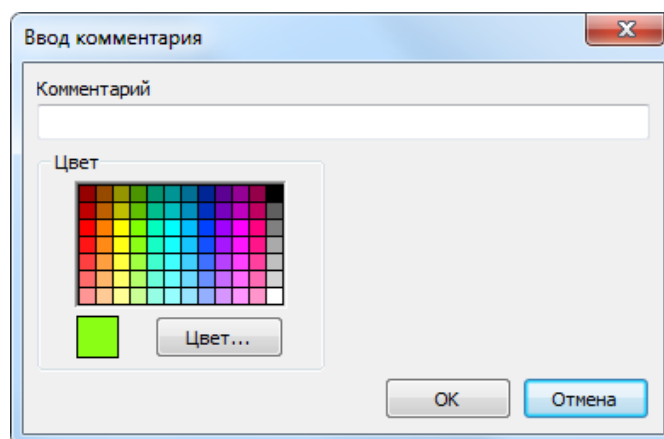 Ввод комментария
Комментарий
Цвет
Цвет...
OK
Отмена